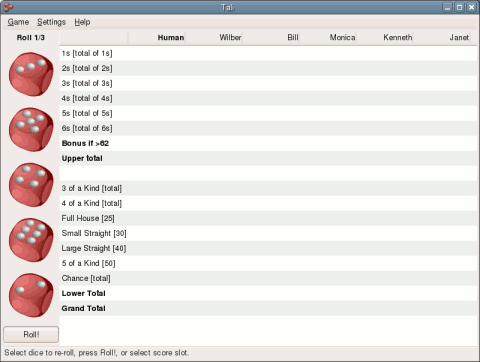 Tali
Game Settings Help
Roll 1/3 Human Wilber Bill Monica Kenneth Janet
1s [total of 1s]
2s [total of 2s]
3s [total of 3s]
4s [total of 4s]
5s [total of 5s]
6s [total of 6s]
Bonus if >62
Upper total
3 of a Kind [total]
4 of a Kind [total]
Full House [25]
Small Straight [30]
Large Straight [40]
5 of a Kind [50]
Chance [total]
Lower Total
Grand Total
Roll!
Select dice to re-roll, press Roll!, or select score slot.